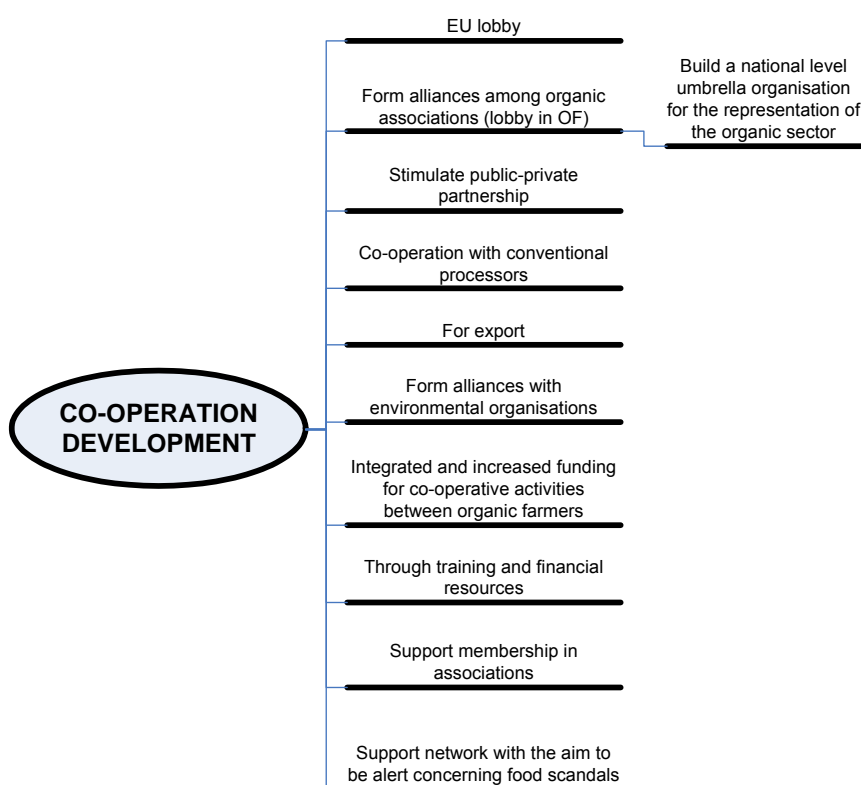 EU lobby
Form alliances among organic
associations (lobby in OF)
Build a national level
umbrella organisation
for the representation of
the organic sector
Stimulate public-private
partnership
Co-operation with conventional
processors
For export
CO-OPERATION
DEVELOPMENT
Form alliances with
environmental organisations
Integrated and increased funding
for co-operative activities
between organic farmers
Through training and financial
resources
Support membership in
associations
Support network with the aim to
be alert concerning food scandals